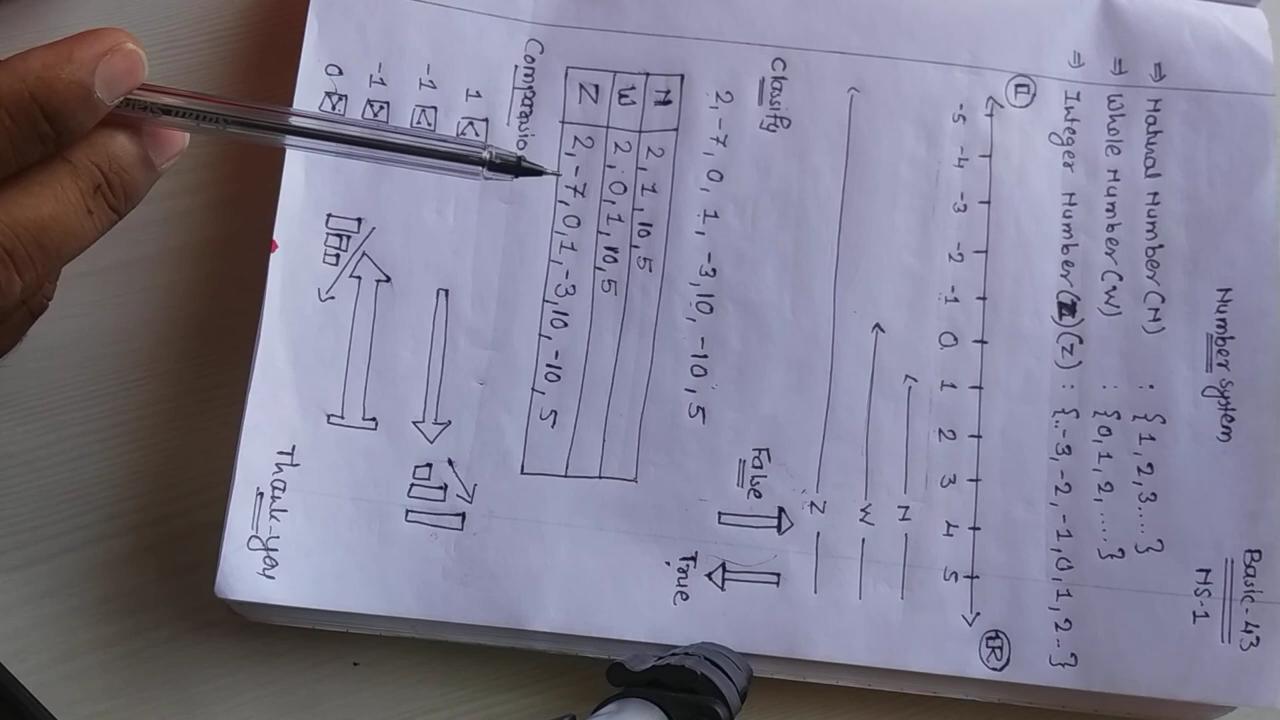 Basic-43
NS-1
Number system
⇒ Natural Number (N) : {1, 2, 3....}
⇒ Whole Number (W) : {0, 1, 2, ....}
⇒ Integer Number (Z) : {..-3, -2, -1, 0, 1, 2..}
L R
-5 -4 -3 -2 -1 0 1 2 3 4 5
N
W
Z
Classify
False True
2, -7, 0, 1, -3, 10, -10, 5
N 2, 1, 10, 5
W 2, 0, 1, 10, 5
Z 2, -7, 0, 1, -3, 10, -10, 5
1 <
-1 <
-1
0
Thank-you